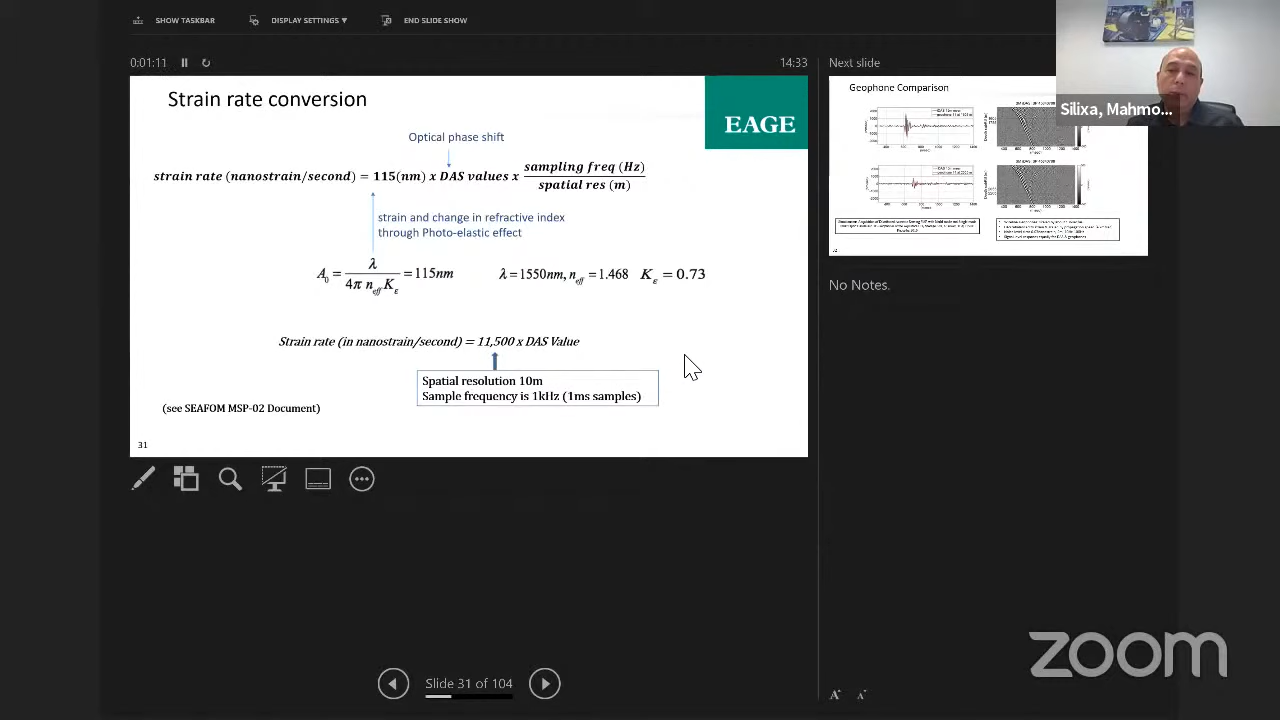 SHOW TASKBAR
DISPLAY SETTINGS ▼
END SLIDE SHOW
0:01:11
14:33
Next slide
Strain rate conversion
EAGE
Optical phase shift
strain rate (nanostrain/second) = 115(nm) x DAS values x sampling freq (Hz) / spatial res (m)
strain and change in refractive index
through Photo-elastic effect
A₀ = λ / 4π n_eff K_ε = 115nm
λ = 1550nm, n_eff = 1.468 K_ε = 0.73
Strain rate (in nanostrain/second) = 11,500 x DAS Value
Spatial resolution 10m
Sample frequency is 1kHz (1ms samples)
(see SEAFOM MSP-02 Document)
31
Geophone Comparison
Silixa, Mahmo...
No Notes.
Slide 31 of 104
zoom